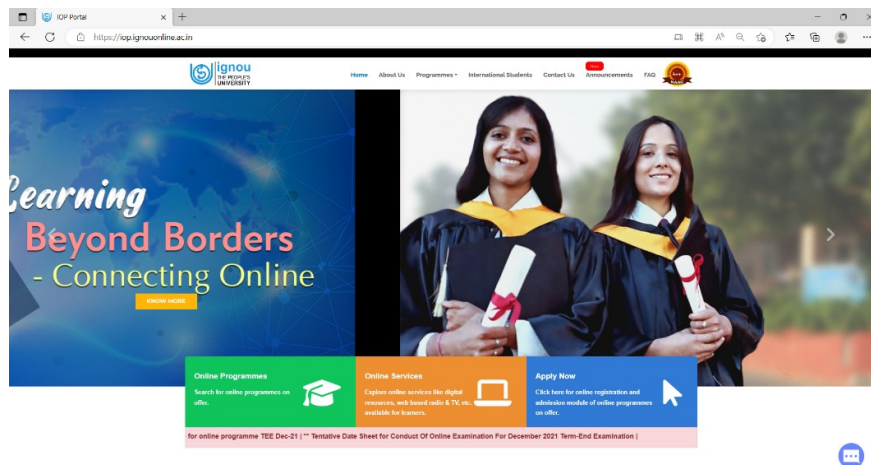 IOP Portal
https://iop.ignouonline.ac.in
ignou
THE PEOPLE'S
UNIVERSITY
Home About Us Programmes International Students Contact Us New Announcements FAQ
Learning
Beyond Borders
- Connecting Online
KNOW MORE
Online Programmes
Search for online programmes on
offer.
Online Services
Explore online services like digital
resources, web based radio & TV, etc.
available for learners.
Apply Now
Click here for online registration and
admission module of online programmes
on offer.
for online programme TEE Dec-21 | ** Tentative Date Sheet for Conduct Of Online Examination For December 2021 Term-End Examination |